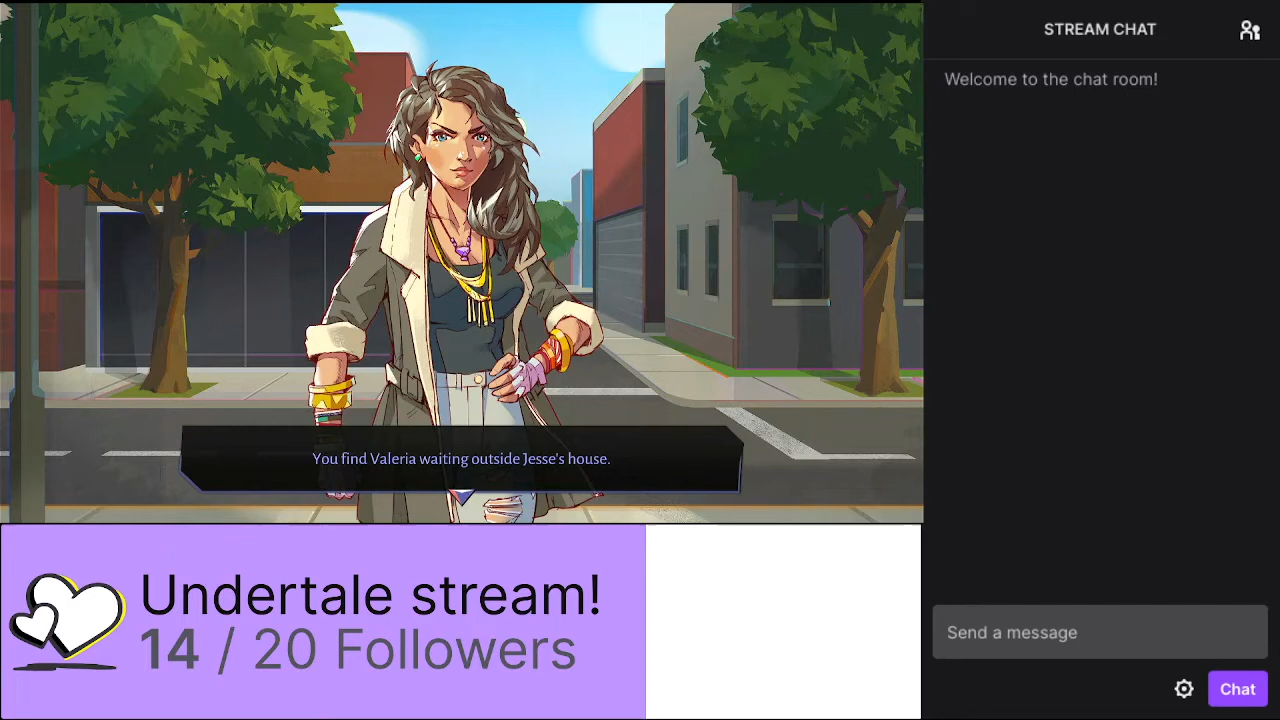 STREAM CHAT
Welcome to the chat room!
You find Valeria waiting outside Jesse's house.
Undertale stream!
14 / 20 Followers
Send a message
Chat